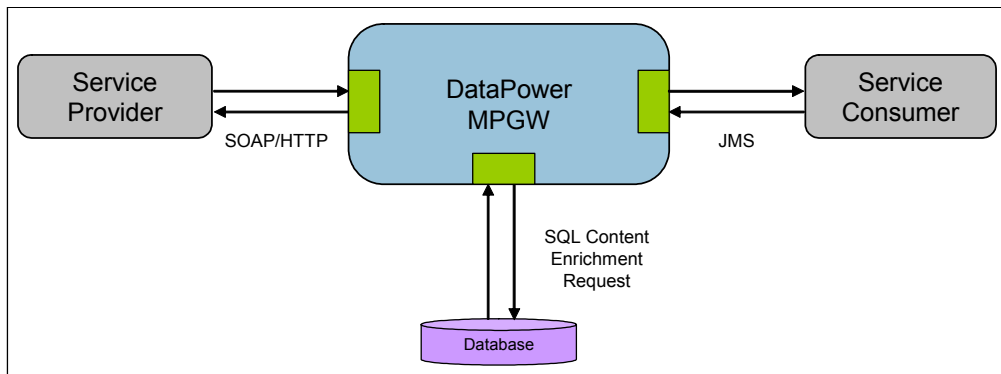 Service
Provider
DataPower
MPGW
Service
Consumer
SOAP/HTTP
JMS
SQL Content
Enrichment
Request
Database